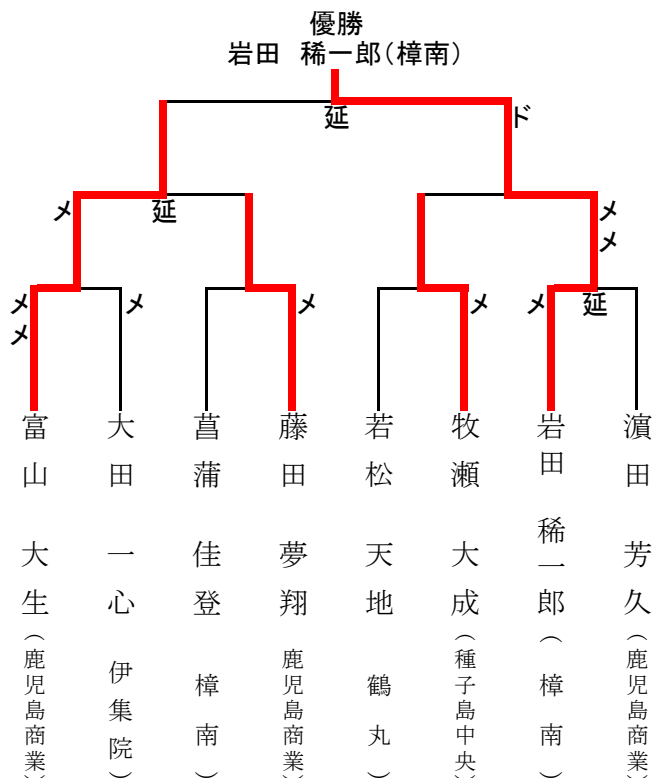 優勝
岩田 稀一郎(樟南)
延
ド
メ
延
メ
メ
メ
メ
メ
メ
メ
メ
延
富山 大生(鹿児島商業)
大田 一心 伊集院)
菖蒲 佳登 樟南)
藤田 夢翔 鹿児島商業)
若松 天地 鶴丸)
牧瀬 大成(種子島中央)
岩田 稀一郎(樟南)
濵田 芳久(鹿児島商業)